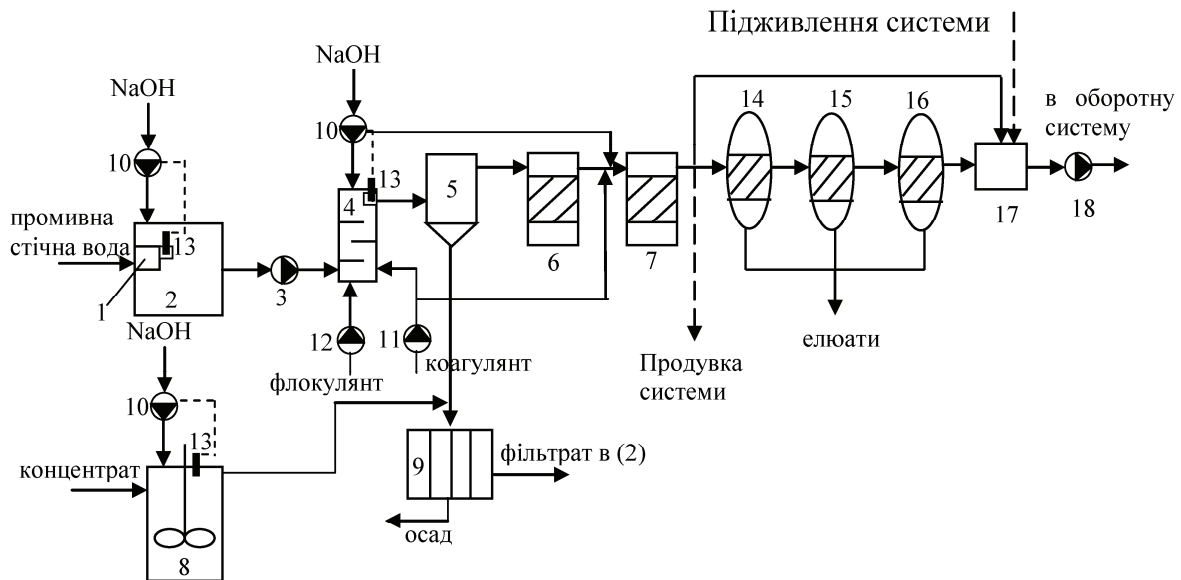 Підживлення системи
NaOH
NaOH
14
15
16
в оборотну
систему
10
10
13
4
5
промивна
стічна вода
13
6
7
17
18
1
2
3
NaOH
12
11
флокулянт
коагулянт
Продувка
системи
елюати
10
13
концентрат
9
фільтрат в (2)
осад
8